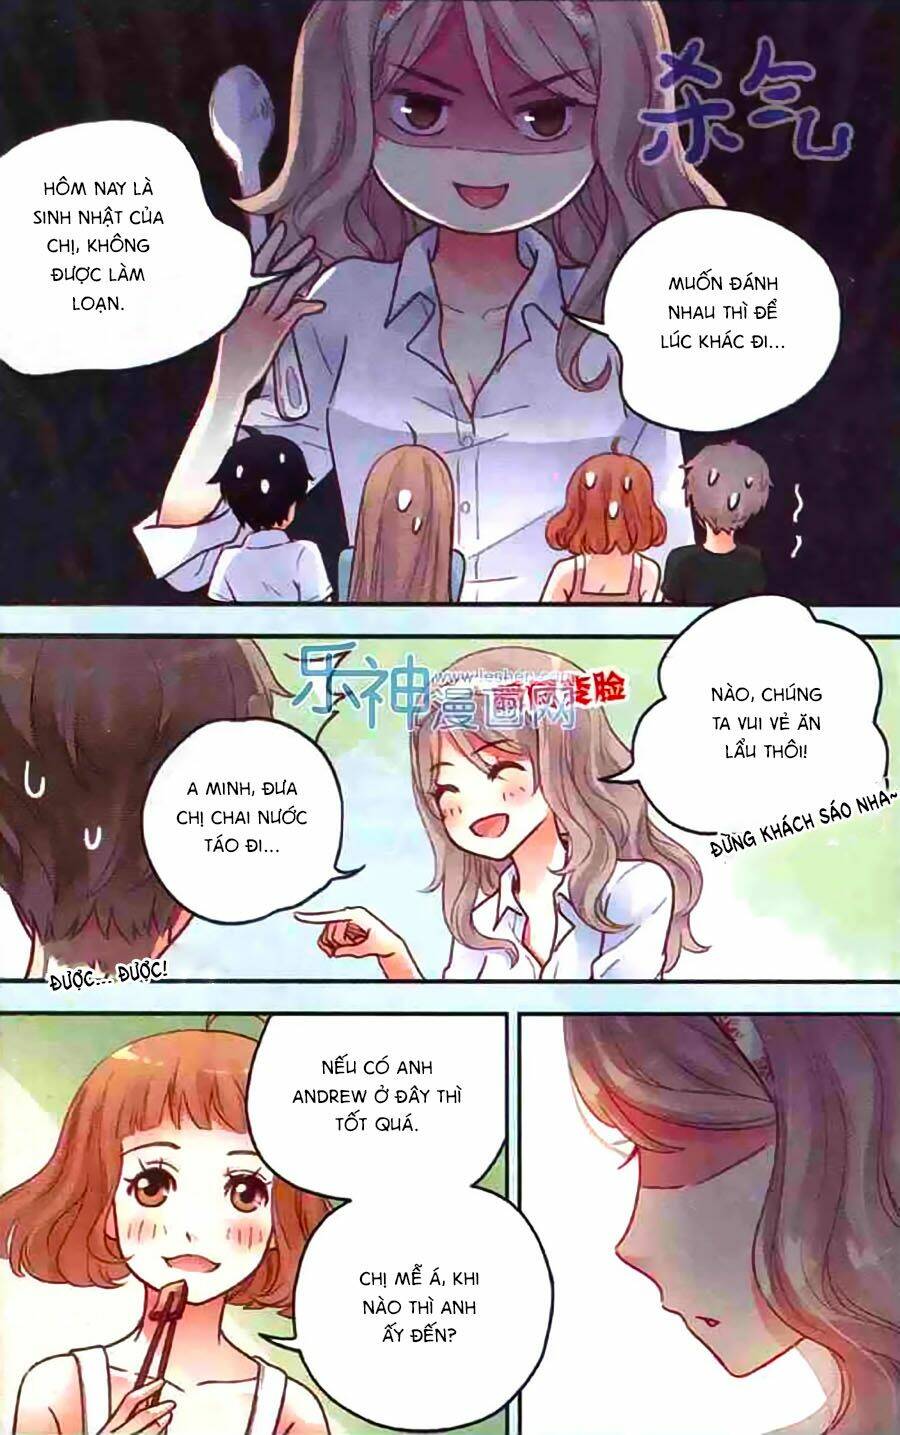 杀气
HÔM NAY LÀ
SINH NHẬT CỦA
CHỊ, KHÔNG
ĐƯỢC LÀM
LOẠN.
MUỐN ĐÁNH
NHAU THÌ ĐỂ
LÚC KHÁC ĐI...
乐神漫画网
变脸
NÀO, CHÚNG
TA VUI VẺ ĂN
LẨU THÔI!
ĐỪNG KHÁCH SÁO NHA~
A MINH, ĐƯA
CHỊ CHAI NƯỚC
TÁO ĐI...
ĐƯỢC... ĐƯỢC!
NẾU CÓ ANH
ANDREW Ở ĐÂY THÌ
TỐT QUÁ.
CHỊ MỄ Á, KHI
NÀO THÌ ANH
ẤY ĐẾN?